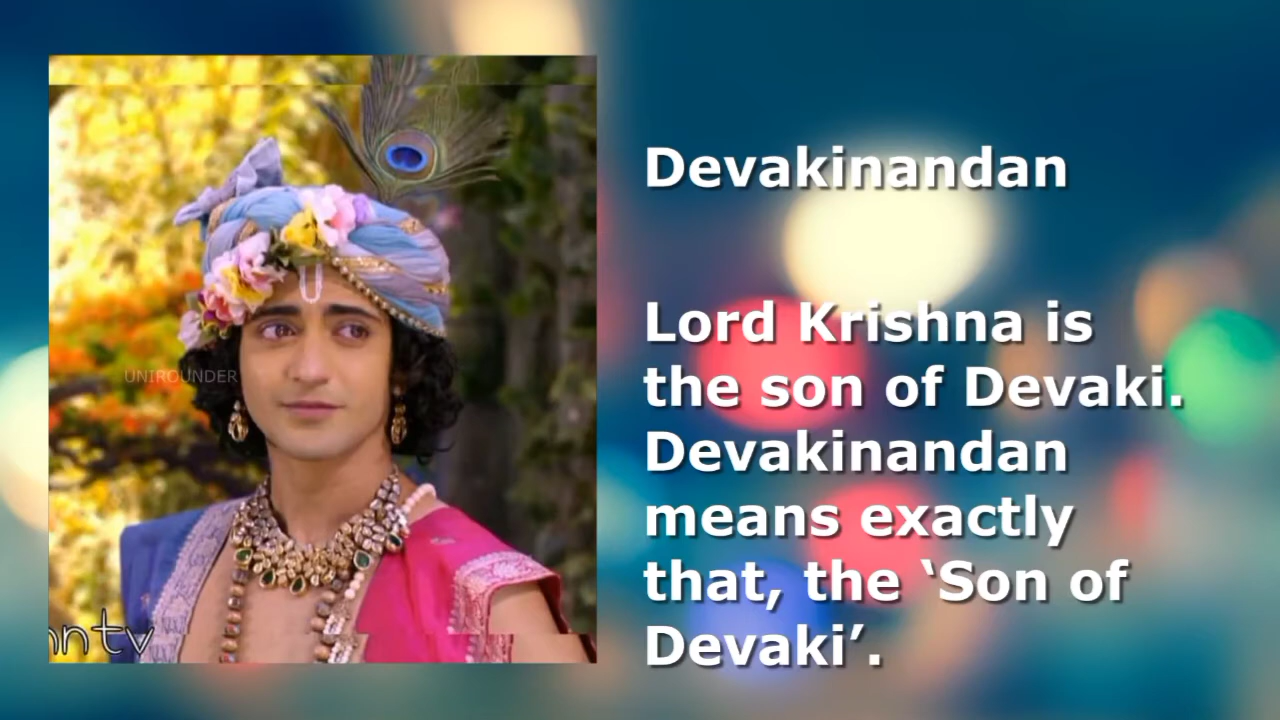 UNIROUNDER
ntv
Devakinandan
Lord Krishna is
the son of Devaki.
Devakinandan
means exactly
that, the ‘Son of
Devaki’.